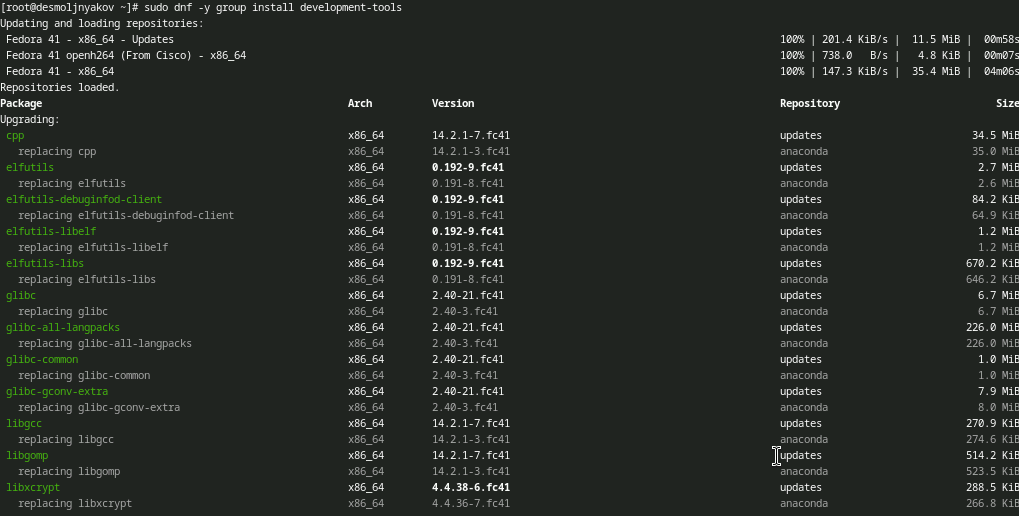 [root@desmoljnyakov ~]# sudo dnf -y group install development-tools
Updating and loading repositories:
Fedora 41 - x86_64 - Updates 100% | 201.4 KiB/s | 11.5 MiB | 00m58s
Fedora 41 openh264 (From Cisco) - x86_64 100% | 738.0 B/s | 4.8 KiB | 00m07s
Fedora 41 - x86_64 100% | 147.3 KiB/s | 35.4 MiB | 04m06s
Repositories loaded.
Package Arch Version Repository Size
Upgrading:
cpp x86_64 14.2.1-7.fc41 updates 34.5 MiB
replacing cpp x86_64 14.2.1-3.fc41 anaconda 35.0 MiB
elfutils x86_64 0.192-9.fc41 updates 2.7 MiB
replacing elfutils x86_64 0.191-8.fc41 anaconda 2.6 MiB
elfutils-debuginfod-client x86_64 0.192-9.fc41 updates 84.2 KiB
replacing elfutils-debuginfod-client x86_64 0.191-8.fc41 anaconda 64.9 KiB
elfutils-libelf x86_64 0.192-9.fc41 updates 1.2 MiB
replacing elfutils-libelf x86_64 0.191-8.fc41 anaconda 1.2 MiB
elfutils-libs x86_64 0.192-9.fc41 updates 670.2 KiB
replacing elfutils-libs x86_64 0.191-8.fc41 anaconda 646.2 KiB
glibc x86_64 2.40-21.fc41 updates 6.7 MiB
replacing glibc x86_64 2.40-3.fc41 anaconda 6.7 MiB
glibc-all-langpacks x86_64 2.40-21.fc41 updates 226.0 MiB
replacing glibc-all-langpacks x86_64 2.40-3.fc41 anaconda 226.0 MiB
glibc-common x86_64 2.40-21.fc41 updates 1.0 MiB
replacing glibc-common x86_64 2.40-3.fc41 anaconda 1.0 MiB
glibc-gconv-extra x86_64 2.40-21.fc41 updates 7.9 MiB
replacing glibc-gconv-extra x86_64 2.40-3.fc41 anaconda 8.0 MiB
libgcc x86_64 14.2.1-7.fc41 updates 270.9 KiB
replacing libgcc x86_64 14.2.1-3.fc41 anaconda 274.6 KiB
libgomp x86_64 14.2.1-7.fc41 updates 514.2 KiB
replacing libgomp x86_64 14.2.1-3.fc41 anaconda 523.5 KiB
libxcrypt x86_64 4.4.38-6.fc41 updates 288.5 KiB
replacing libxcrypt x86_64 4.4.36-7.fc41 anaconda 266.8 KiB